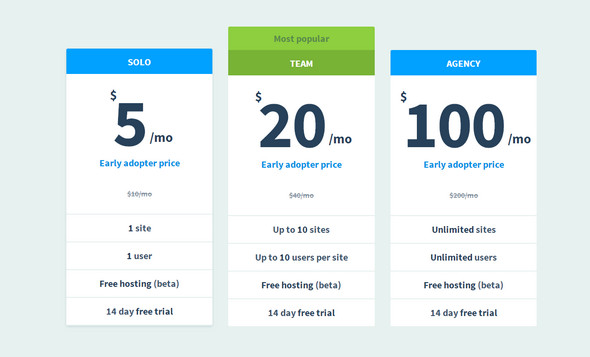 SOLO
$5/mo
Early adopter price
$10/mo
1 site
1 user
Free hosting (beta)
14 day free trial
Most popular
TEAM
$20/mo
Early adopter price
$40/mo
Up to 10 sites
Up to 10 users per site
Free hosting (beta)
14 day free trial
AGENCY
$100/mo
Early adopter price
$200/mo
Unlimited sites
Unlimited users
Free hosting (beta)
14 day free trial